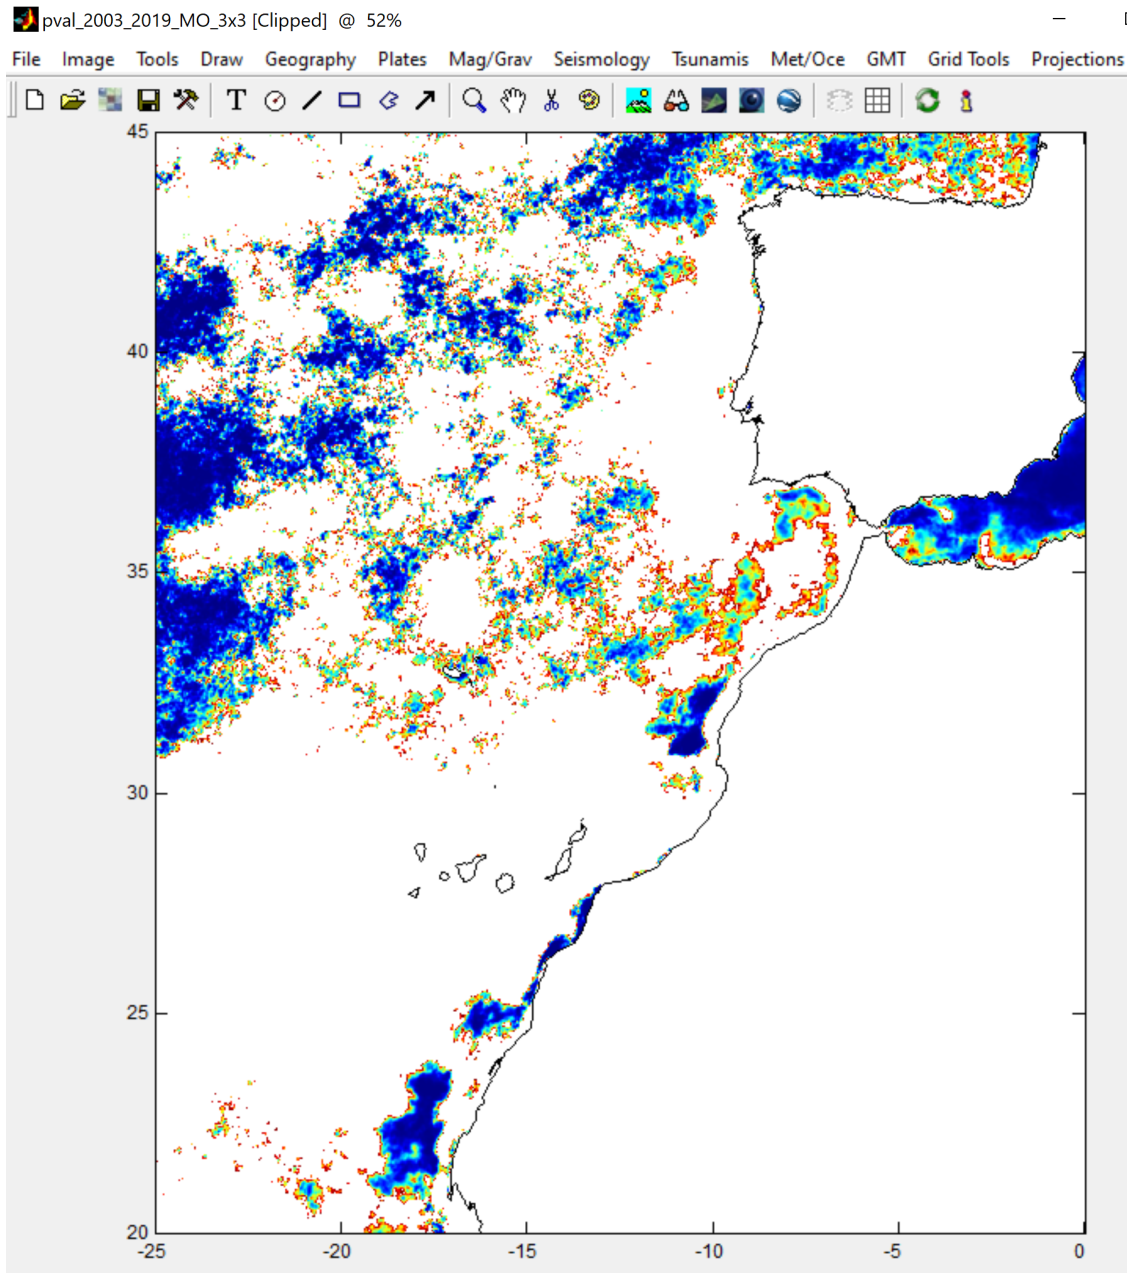 pval_2003_2019_MO_3x3 [Clipped] @ 52%
File Image Tools Draw Geography Plates Mag/Grav Seismology Tsunamis Met/Oce GMT Grid Tools Projections
T
45
40
35
30
25
20
-25 -20 -15 -10 -5 0